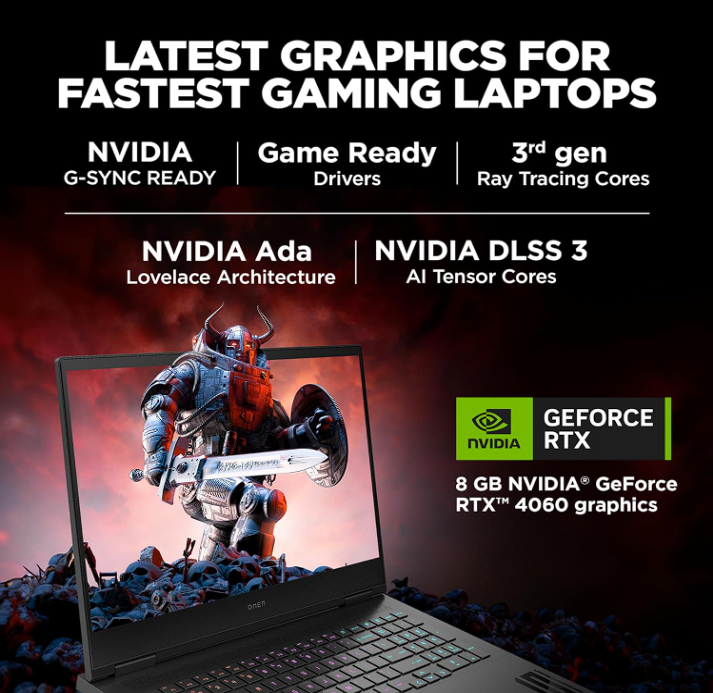 LATEST GRAPHICS FOR
FASTEST GAMING LAPTOPS
NVIDIA
G-SYNC READY
Game Ready
Drivers
3rd gen
Ray Tracing Cores
NVIDIA Ada
Lovelace Architecture
NVIDIA DLSS 3
AI Tensor Cores
NVIDIA
GEFORCE
RTX
8 GB NVIDIA® GeForce
RTX™ 4060 graphics
OMEN